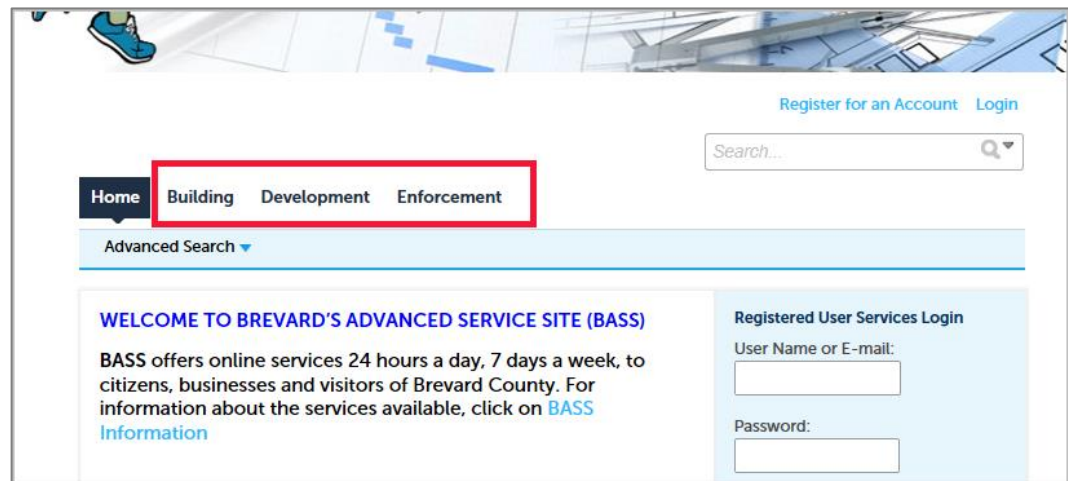 Register for an Account Login
Search...
Home Building Development Enforcement
Advanced Search
WELCOME TO BREVARD'S ADVANCED SERVICE SITE (BASS)
BASS offers online services 24 hours a day, 7 days a week, to
citizens, businesses and visitors of Brevard County. For
information about the services available, click on BASS
Information
Registered User Services Login
User Name or E-mail:
Password: